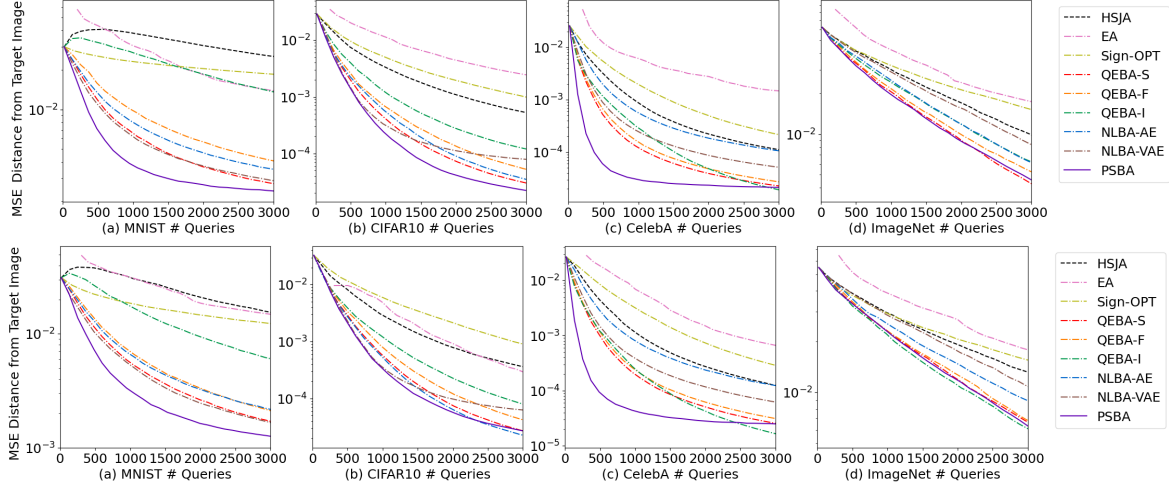 MSE Distance from Target Image
10⁻²
0 500 1000 1500 2000 2500 3000
(a) MNIST # Queries
10⁻²
10⁻³
10⁻⁴
0 500 1000 1500 2000 2500 3000
(b) CIFAR10 # Queries
10⁻²
10⁻³
10⁻⁴
0 500 1000 1500 2000 2500 3000
(c) CelebA # Queries
10⁻²
0 500 1000 1500 2000 2500 3000
(d) ImageNet # Queries
HSJA
EA
Sign-OPT
QEBA-S
QEBA-F
QEBA-I
NLBA-AE
NLBA-VAE
PSBA
MSE Distance from Target Image
10⁻²
10⁻³
0 500 1000 1500 2000 2500 3000
(a) MNIST # Queries
10⁻²
10⁻³
10⁻⁴
0 500 1000 1500 2000 2500 3000
(b) CIFAR10 # Queries
10⁻²
10⁻³
10⁻⁴
10⁻⁵
0 500 1000 1500 2000 2500 3000
(c) CelebA # Queries
10⁻²
0 500 1000 1500 2000 2500 3000
(d) ImageNet # Queries
HSJA
EA
Sign-OPT
QEBA-S
QEBA-F
QEBA-I
NLBA-AE
NLBA-VAE
PSBA